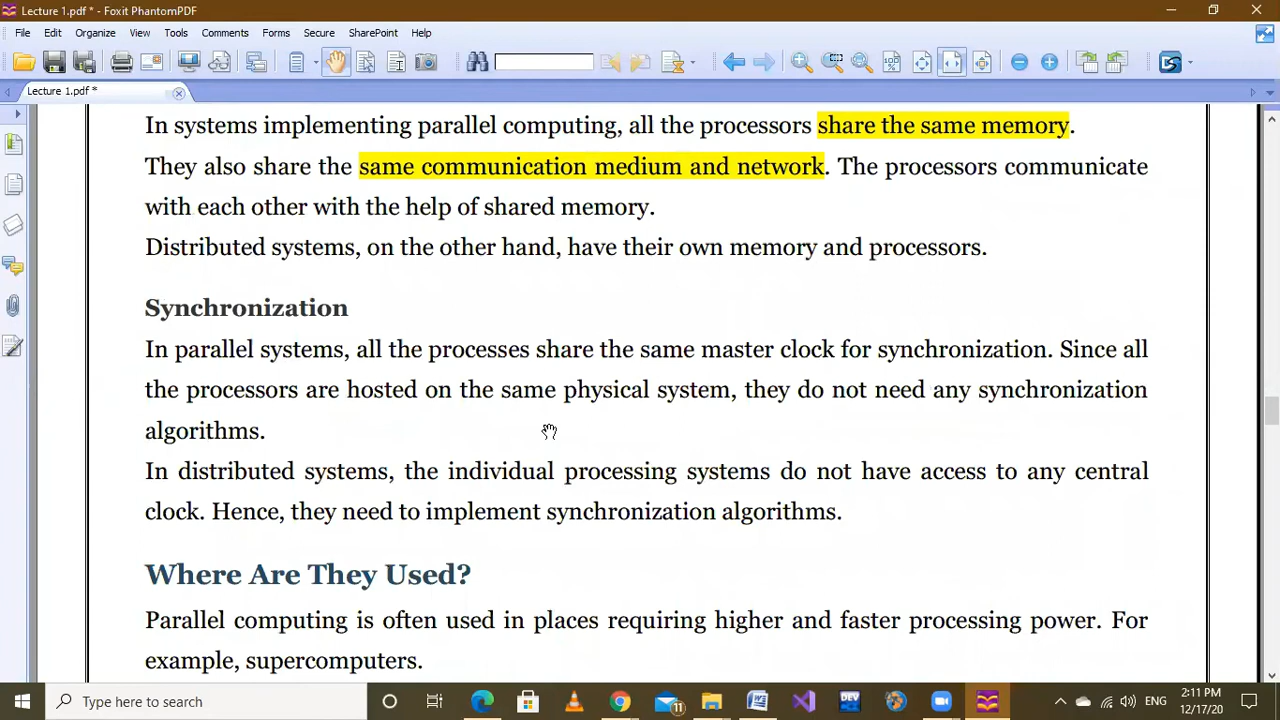 Lecture 1.pdf * - Foxit PhantomPDF
File Edit Organize View Tools Comments Forms Secure SharePoint Help
Lecture 1.pdf *
In systems implementing parallel computing, all the processors share the same memory.
They also share the same communication medium and network. The processors communicate
with each other with the help of shared memory.
Distributed systems, on the other hand, have their own memory and processors.
Synchronization
In parallel systems, all the processes share the same master clock for synchronization. Since all
the processors are hosted on the same physical system, they do not need any synchronization
algorithms.
In distributed systems, the individual processing systems do not have access to any central
clock. Hence, they need to implement synchronization algorithms.
Where Are They Used?
Parallel computing is often used in places requiring higher and faster processing power. For
example, supercomputers.
Type here to search
11
DEV
ENG
2:11 PM
12/17/20